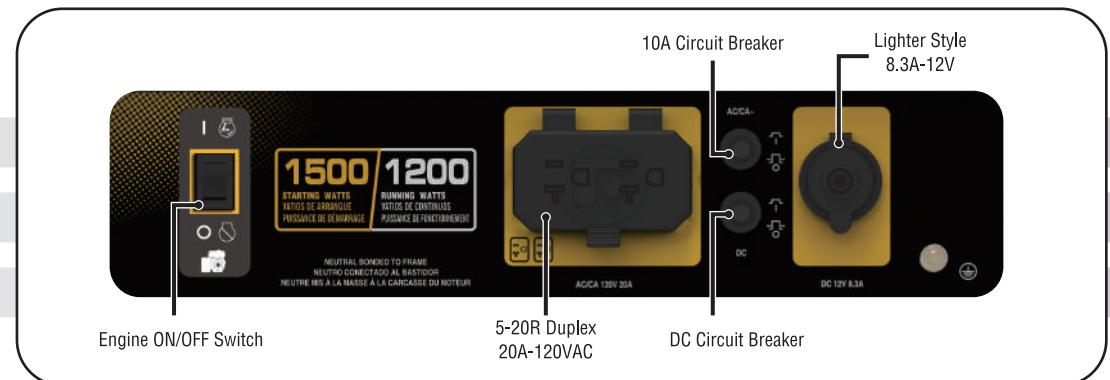 10A Circuit Breaker
Lighter Style
8.3A-12V
AC/CA~
1500
STARTING WATTS
VATIOS DE ARRANQUE
PUISSANCE DE DÉMARRAGE
1200
RUNNING WATTS
VATIOS DE CONTINUOS
PUISSANCE DE FONCTIONNEMENT
DC
NEUTRAL BONDED TO FRAME
NEUTRO CONECTADO AL BASTIDOR
NEUTRE MIS À LA MASSE À LA CARCASSE DU MOTEUR
AC/CA 120V 20A
DC 12V 8.3A
Engine ON/OFF Switch
5-20R Duplex
20A-120VAC
DC Circuit Breaker